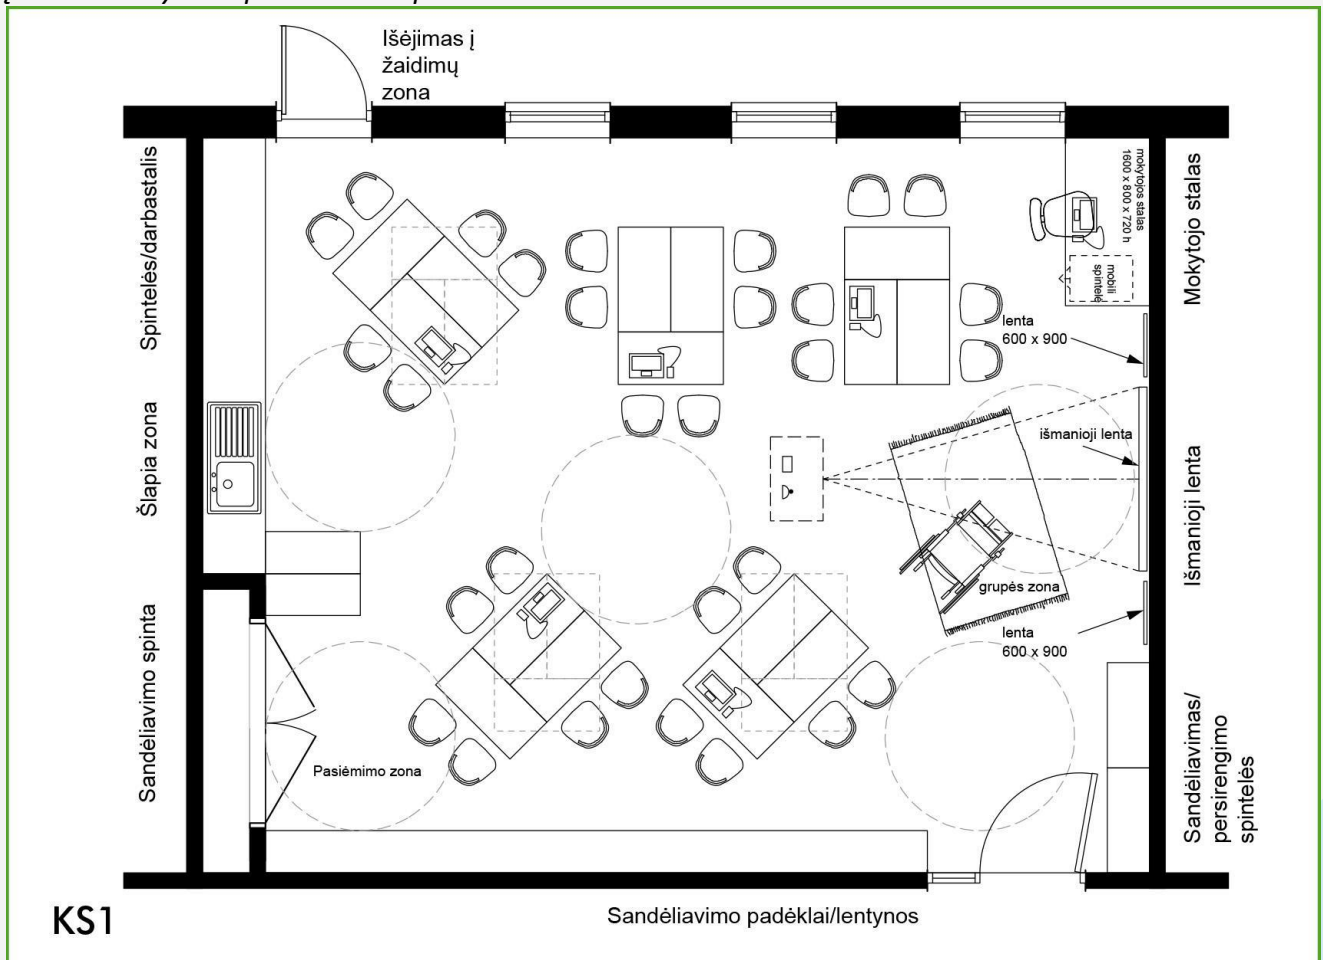 Išėjimas į
žaidimų
zona
Spintelės/darbastalis
Šlapia zona
Sandėliavimo spinta
mokytojos stalas
1600 x 800 x 720 h
mobili
spintelė
Mokytojo stalas
lenta
600 x 900
išmanioji lenta
Išmanioji lenta
grupės zona
lenta
600 x 900
Pasiėmimo zona
Sandėliavimas/
persirengimo
spintelės
KS1
Sandėliavimo padėklai/lentynos